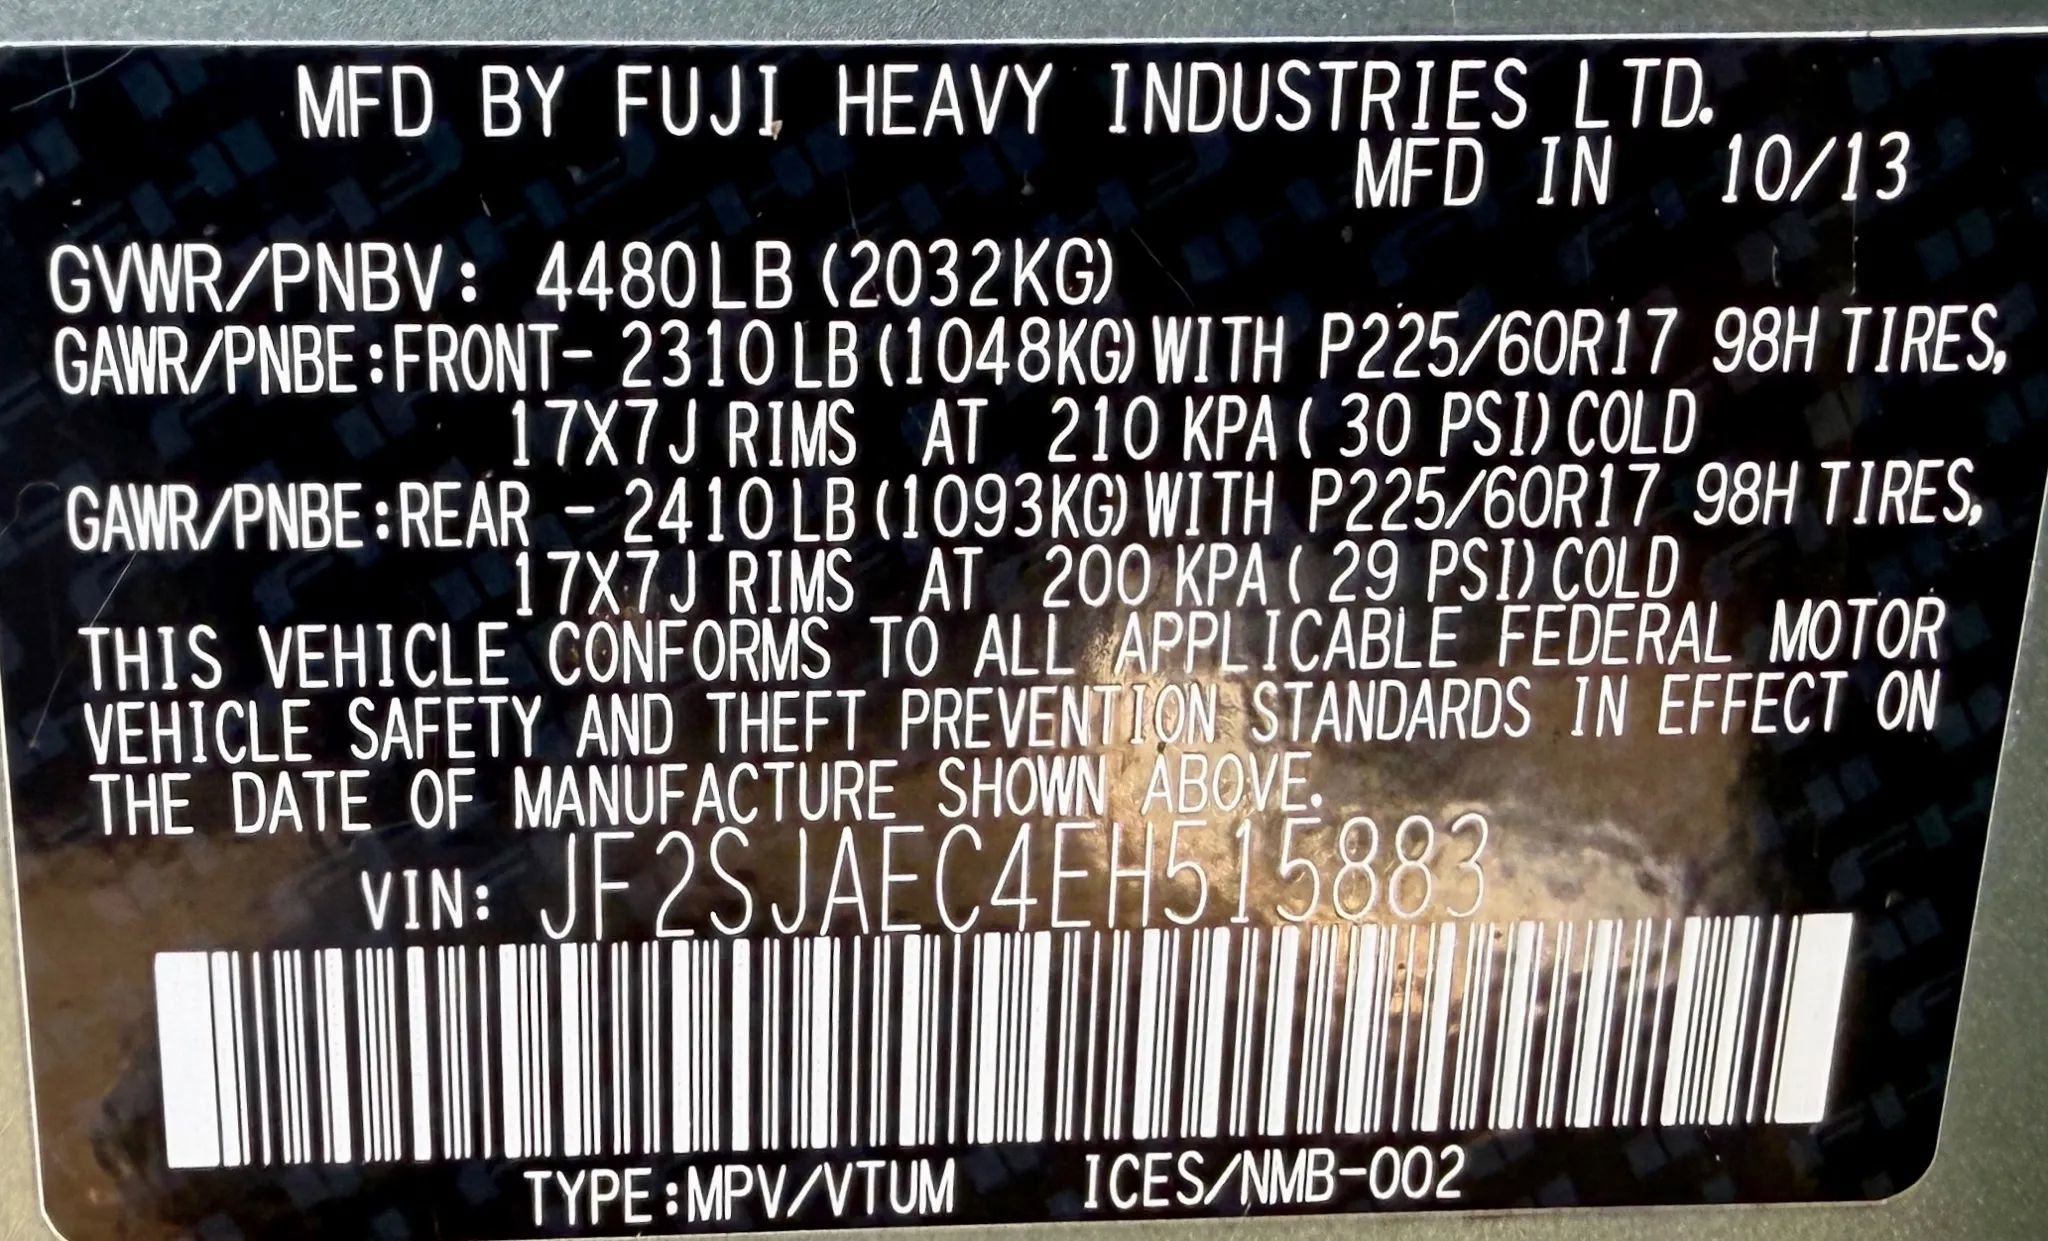 MFD BY FUJI HEAVY INDUSTRIES LTD.
MFD IN 10/13
GVWR/PNBV: 4480LB (2032KG)
GAWR/PNBE:FRONT- 2310LB(1048KG)WITH P225/60R17 98H TIRES,
17X7J RIMS AT 210 KPA( 30 PSI)COLD
GAWR/PNBE:REAR - 2410LB(1093KG)WITH P225/60R17 98H TIRES,
17X7J RIMS AT 200 KPA( 29 PSI)COLD
THIS VEHICLE CONFORMS TO ALL APPLICABLE FEDERAL MOTOR
VEHICLE SAFETY AND THEFT PREVENTION STANDARDS IN EFFECT ON
THE DATE OF MANUFACTURE SHOWN ABOVE.
VIN: JF2SJAEC4EH515883
TYPE:MPV/VTUM ICES/NMB-002